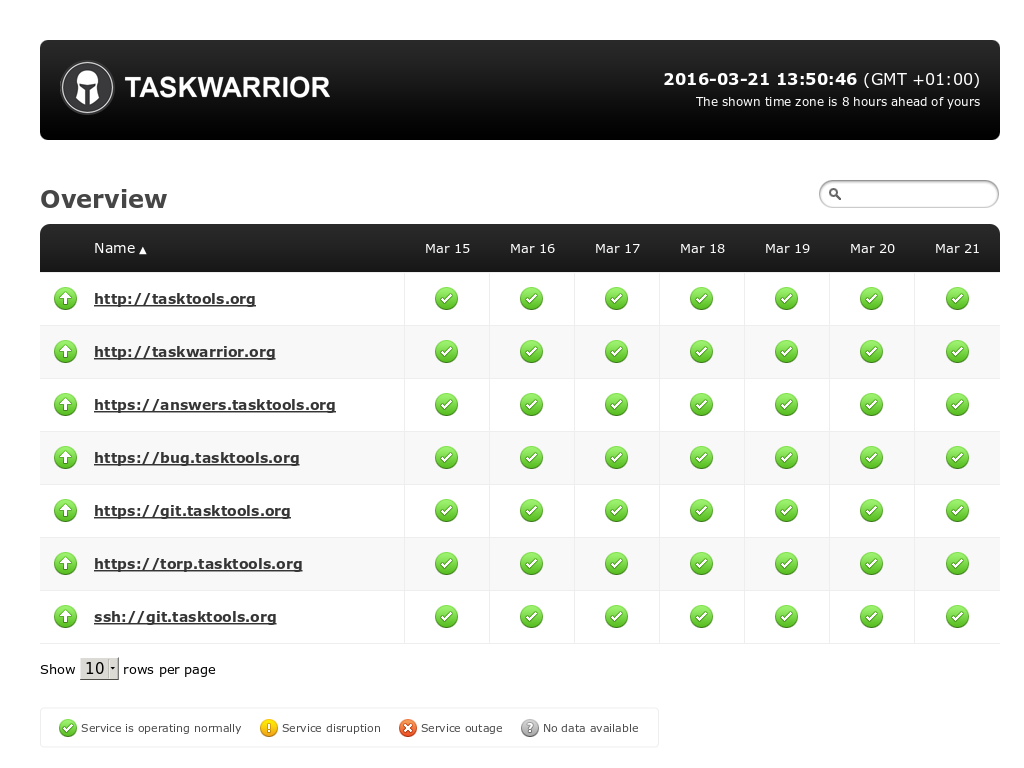 TASKWARRIOR
2016-03-21 13:50:46 (GMT +01:00)
The shown time zone is 8 hours ahead of yours
Overview
Name ▲ Mar 15 Mar 16 Mar 17 Mar 18 Mar 19 Mar 20 Mar 21
http://tasktools.org
http://taskwarrior.org
https://answers.tasktools.org
https://bug.tasktools.org
https://git.tasktools.org
https://torp.tasktools.org
ssh://git.tasktools.org
Show 10 rows per page
Service is operating normally ! Service disruption Service outage ? No data available